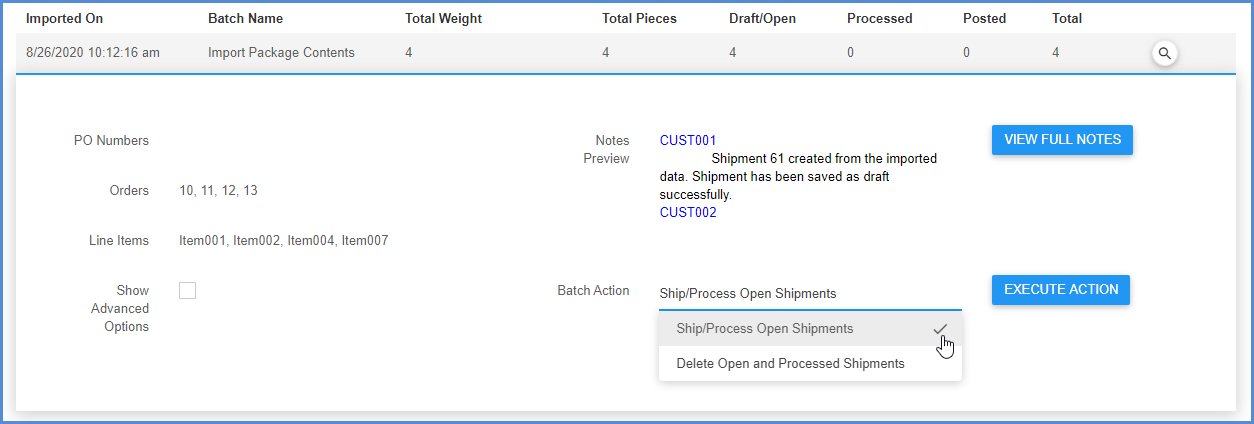 Imported On Batch Name Total Weight Total Pieces Draft/Open Processed Posted Total
8/26/2020 10:12:16 am Import Package Contents 4 4 4 0 0 4
PO Numbers
Orders 10, 11, 12, 13
Line Items Item001, Item002, Item004, Item007
Show
Advanced
Options
Notes
Preview
CUST001
Shipment 61 created from the imported
data. Shipment has been saved as draft
successfully.
CUST002
VIEW FULL NOTES
Batch Action Ship/Process Open Shipments
Ship/Process Open Shipments
Delete Open and Processed Shipments
EXECUTE ACTION